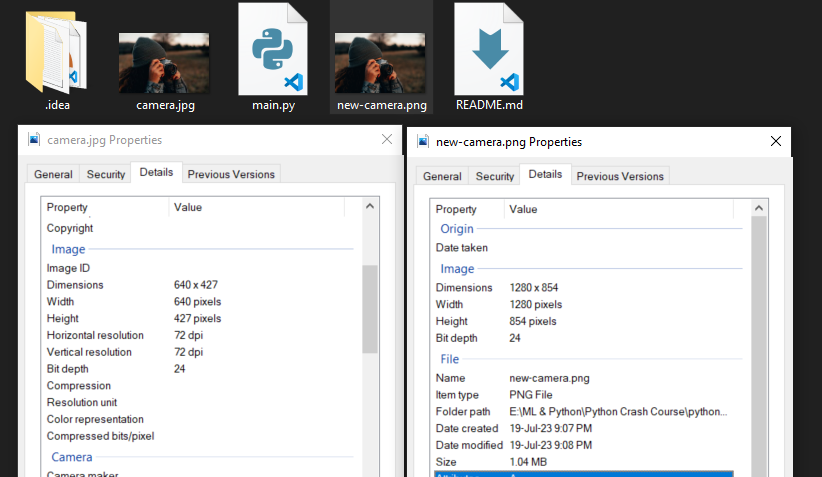 .idea
camera.jpg
main.py
new-camera.png
README.md
camera.jpg Properties
General Security Details Previous Versions
Property Value
Copyright
Image
Image ID
Dimensions 640 x 427
Width 640 pixels
Height 427 pixels
Horizontal resolution 72 dpi
Vertical resolution 72 dpi
Bit depth 24
Compression
Resolution unit
Color representation
Compressed bits/pixel
Camera
Camera maker
new-camera.png Properties
General Security Details Previous Versions
Property Value
Origin
Date taken
Image
Dimensions 1280 x 854
Width 1280 pixels
Height 854 pixels
Bit depth 24
File
Name new-camera.png
Item type PNG File
Folder path E:\ML & Python\Python Crash Course\python...
Date created 19-Jul-23 9:07 PM
Date modified 19-Jul-23 9:08 PM
Size 1.04 MB